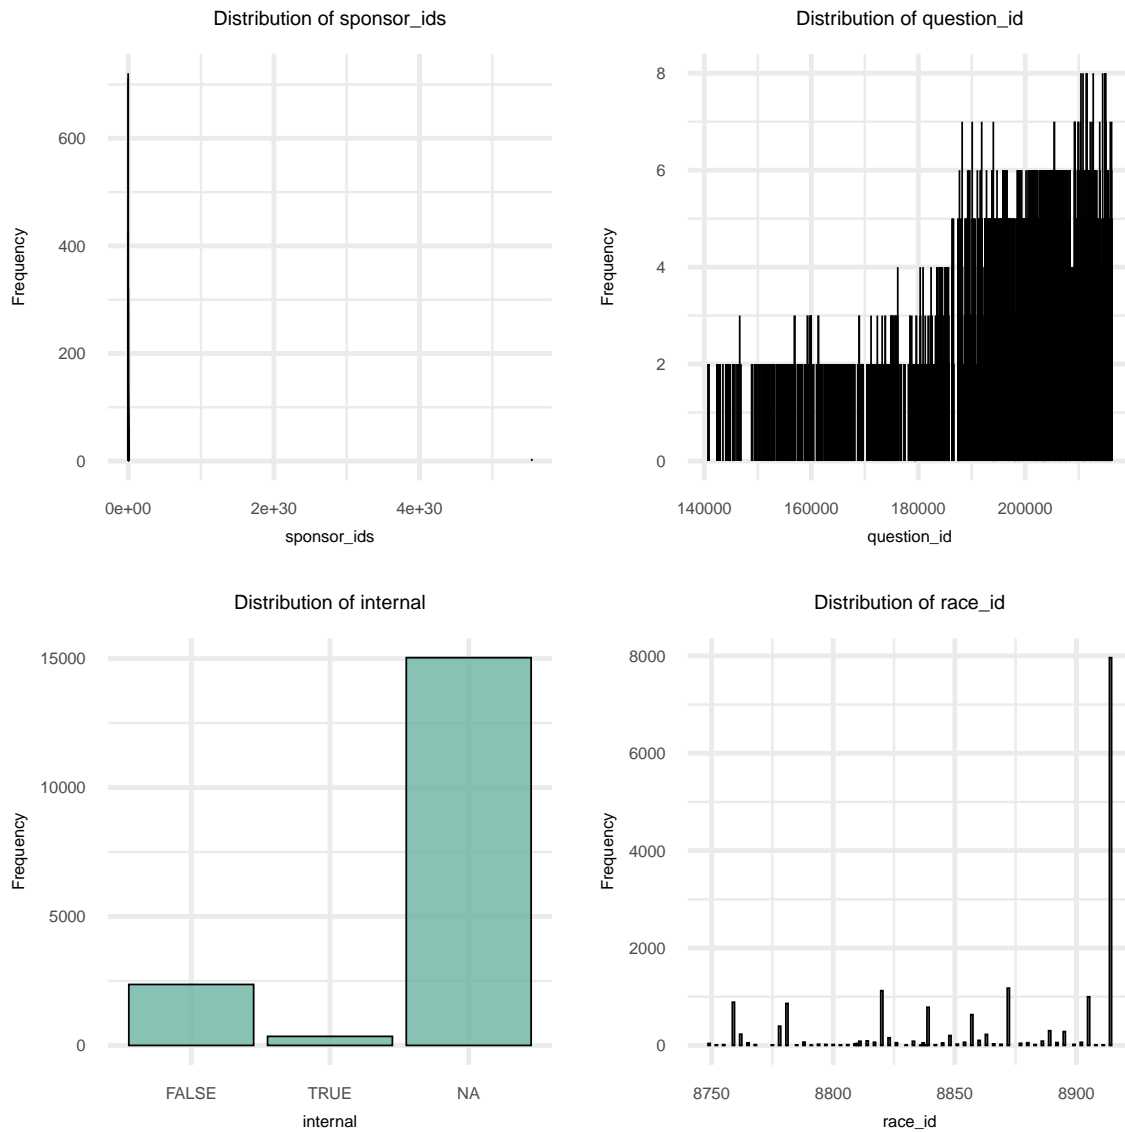 Distribution of sponsor_ids
Frequency
600
400
200
0
0e+00 2e+30 4e+30
sponsor_ids
Distribution of question_id
Frequency
8
6
4
2
0
140000 160000 180000 200000
question_id
Distribution of internal
Frequency
15000
10000
5000
0
FALSE TRUE NA
internal
Distribution of race_id
Frequency
8000
6000
4000
2000
0
8750 8800 8850 8900
race_id